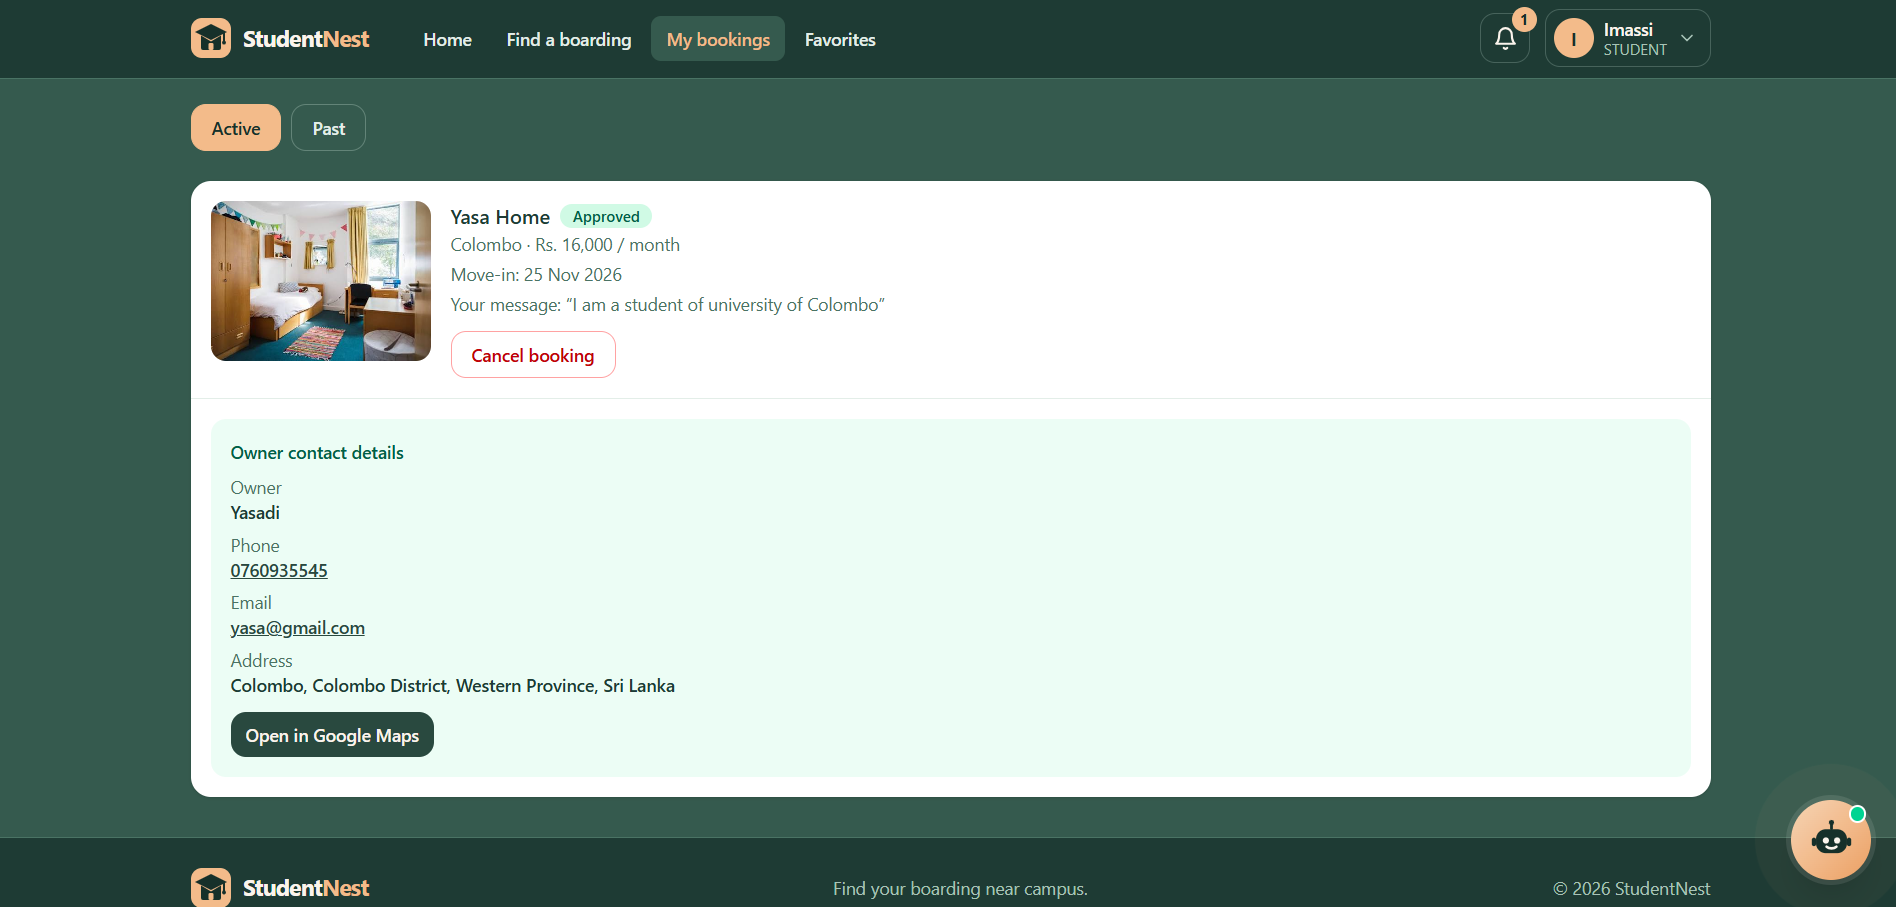 StudentNest
Home
Find a boarding
My bookings
Favorites
1
I
Imassi
STUDENT
Active
Past
Yasa Home
Approved
Colombo · Rs. 16,000 / month
Move-in: 25 Nov 2026
Your message: “I am a student of university of Colombo”
Cancel booking
Owner contact details
Owner
Yasadi
Phone
0760935545
Email
yasa@gmail.com
Address
Colombo, Colombo District, Western Province, Sri Lanka
Open in Google Maps
StudentNest
Find your boarding near campus.
© 2026 StudentNest